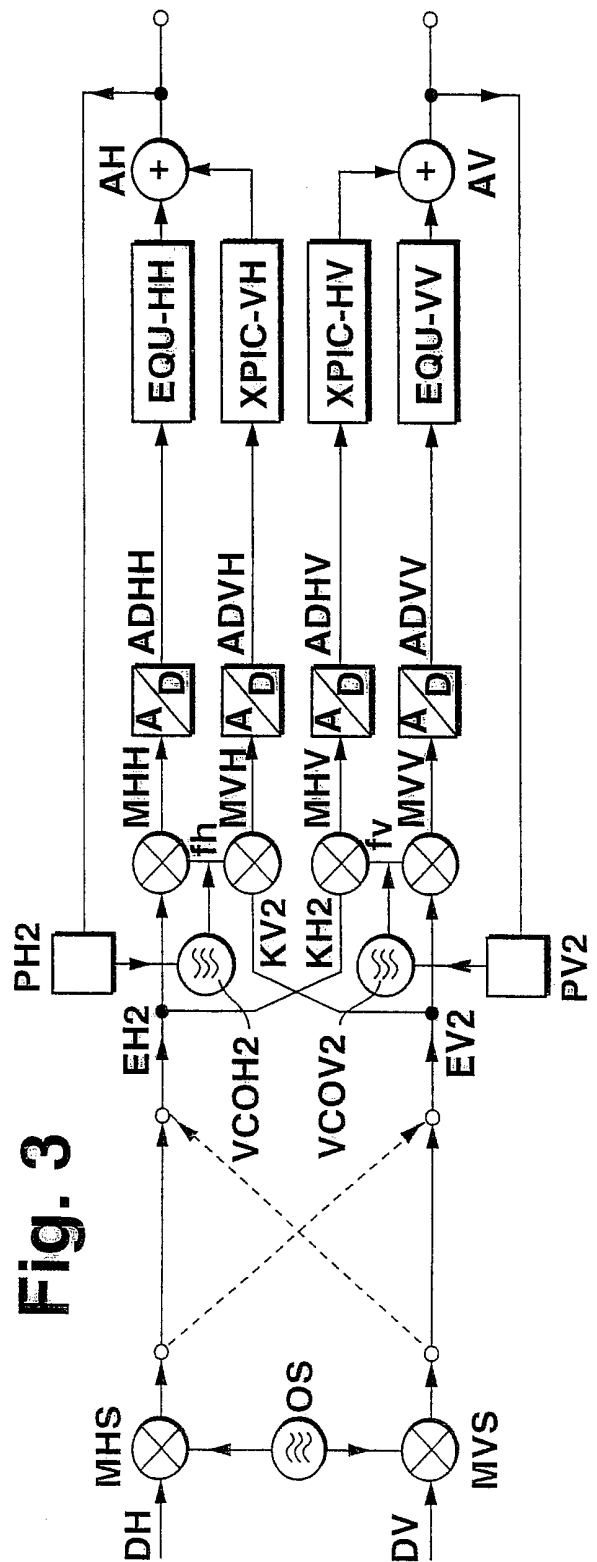 Fig. 3
DH
MHS
OS
DV
MVS
EH2
PH2
VCOH2
VCOV2
EV2
PV2
KV2
KH2
fh
fv
MHH
MVH
MHV
MVV
A D
A D
A D
A D
ADHH
ADVH
ADHV
ADVV
EQU-HH
XPIC-VH
XPIC-HV
EQU-VV
AH
+
+
AV